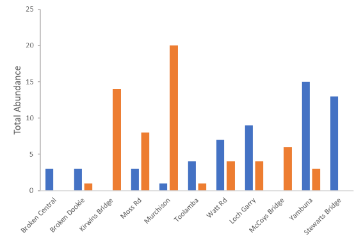 25
20
15
10
5
0
Total Abundance
Broken Central
Broken Dookie
Kirwins Bridge
Moss Rd
Murchison
Toolamba
Watt Rd
Loch Garry
McCoys Bridge
Yambuna
Stewarts Bridge